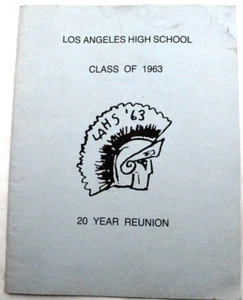 LOS ANGELES HIGH SCHOOL
CLASS OF 1963
LAHS '63
20 YEAR REUNION